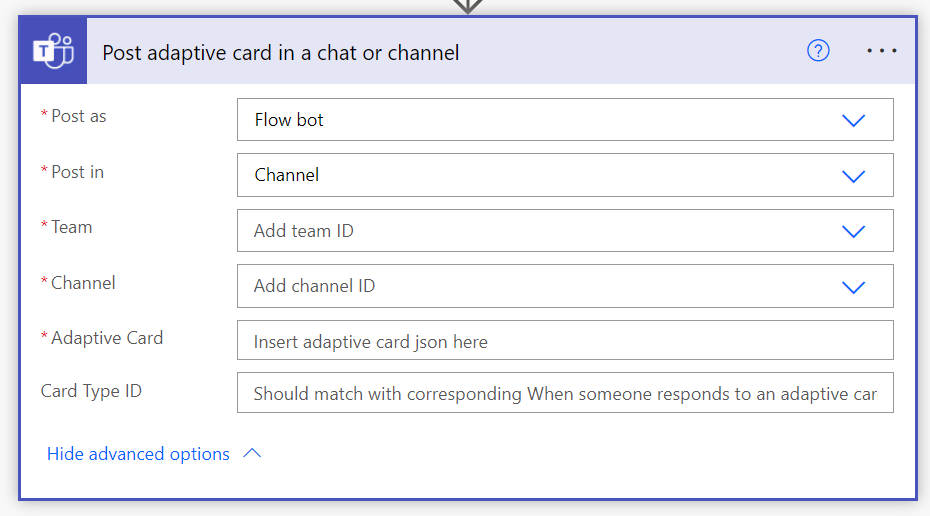 T
Post adaptive card in a chat or channel
?
* Post as
Flow bot
* Post in
Channel
* Team
Add team ID
* Channel
Add channel ID
* Adaptive Card
Insert adaptive card json here
Card Type ID
Should match with corresponding When someone responds to an adaptive car
Hide advanced options